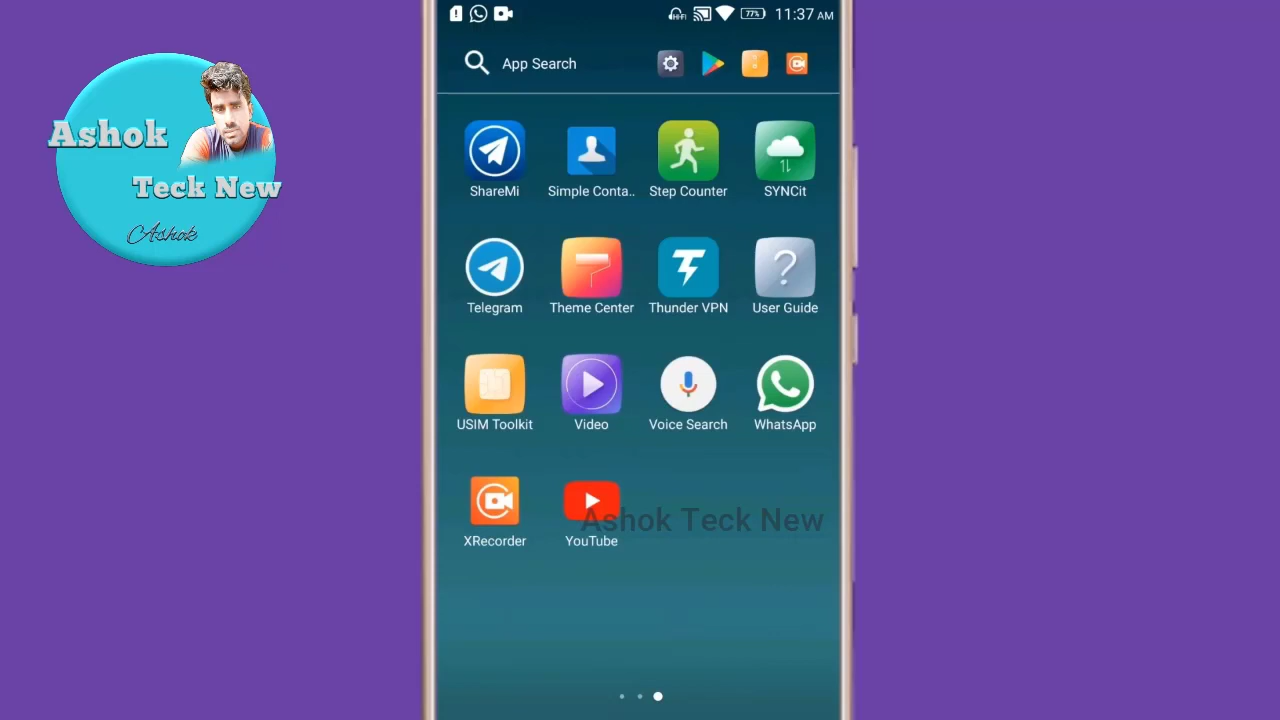 77%
11:37 AM
Ashok
Teck New
Ashok
App Search
ShareMi
Simple Conta..
Step Counter
SYNCit
Telegram
Theme Center
Thunder VPN
User Guide
USIM Toolkit
Video
Voice Search
WhatsApp
Ashok Teck New
XRecorder
YouTube